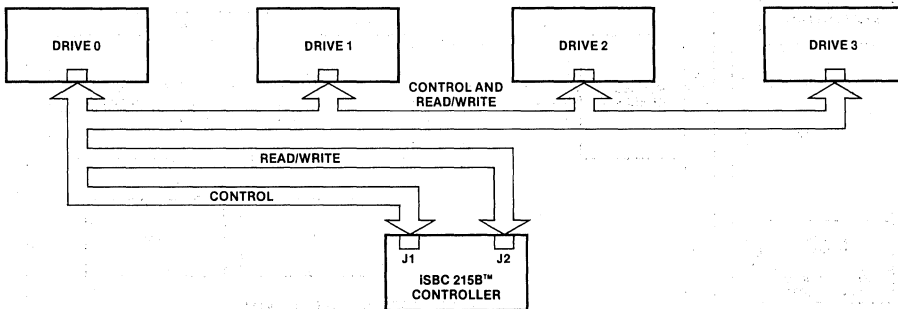 DRIVE 0
DRIVE 1
DRIVE 2
DRIVE 3
CONTROL AND
READ/WRITE
READ/WRITE
CONTROL
J1
J2
iSBC 215B™
CONTROLLER